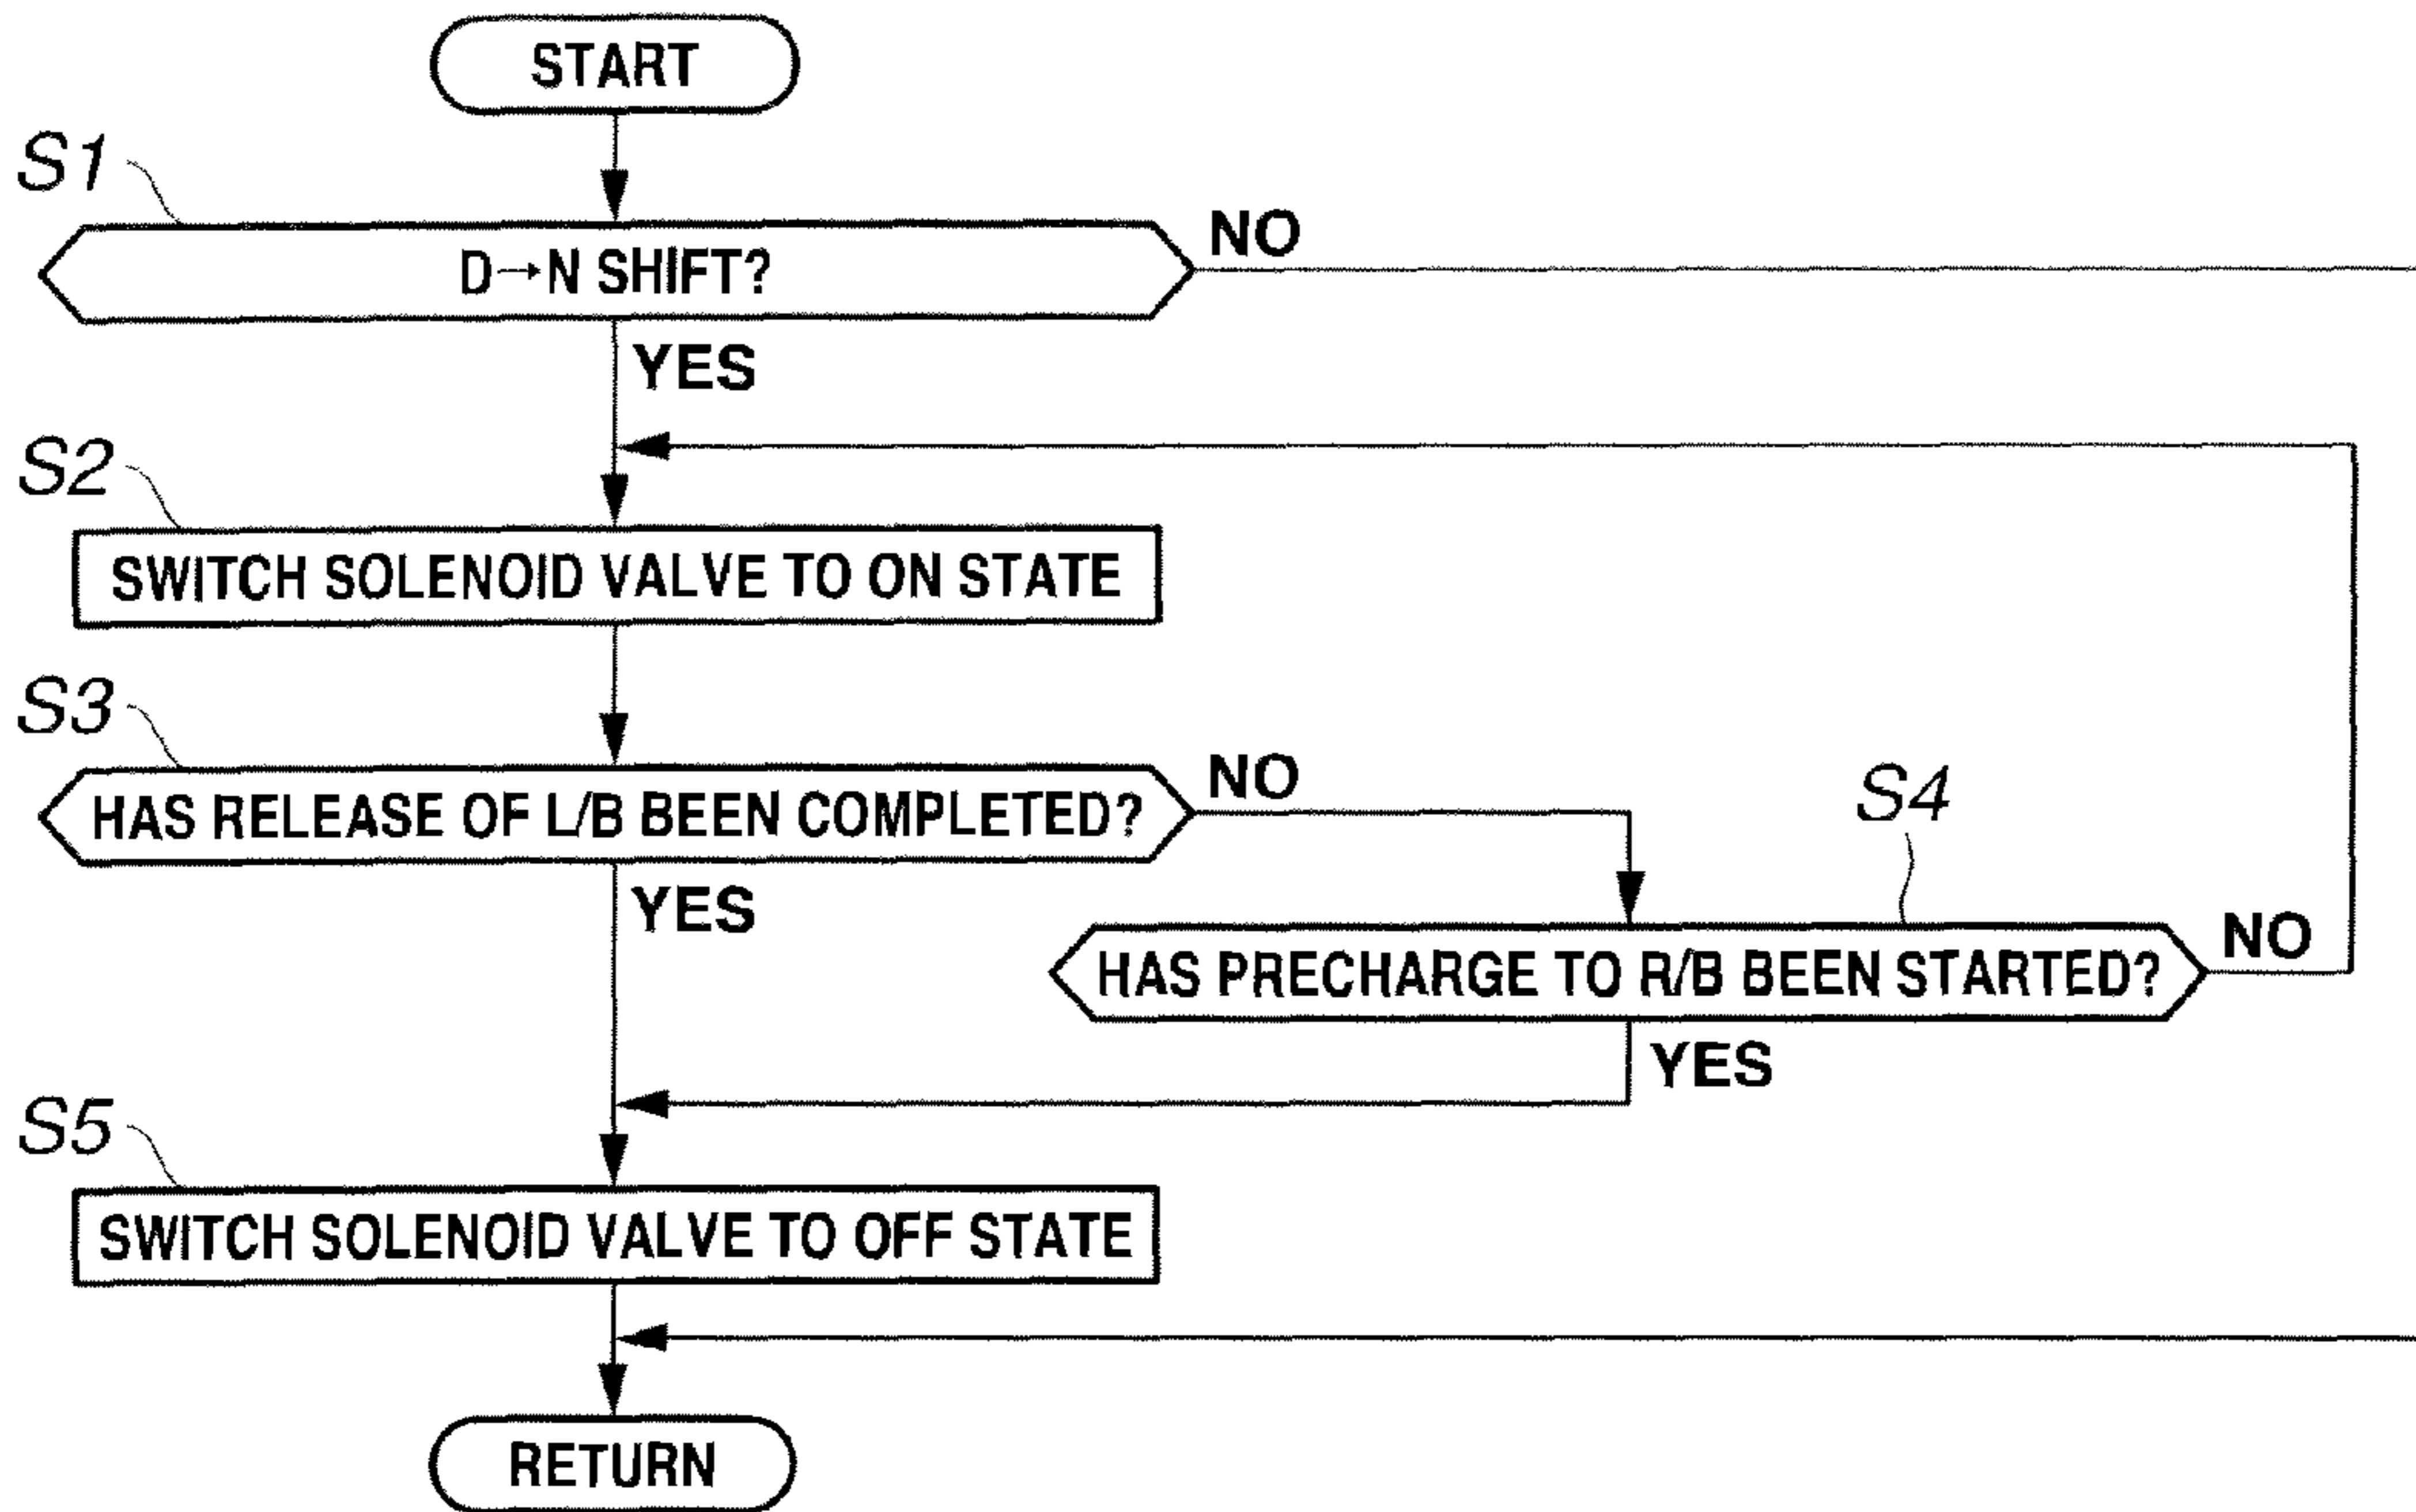 START
S1
D→N SHIFT?
NO
YES
S2
SWITCH SOLENOID VALVE TO ON STATE
S3
HAS RELEASE OF L/B BEEN COMPLETED?
NO
YES
S4
HAS PRECHARGE TO R/B BEEN STARTED?
NO
YES
S5
SWITCH SOLENOID VALVE TO OFF STATE
RETURN